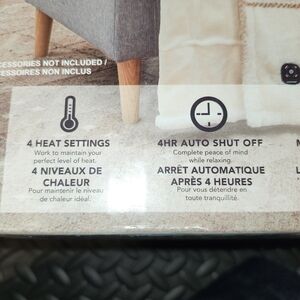 CCESSORIES NOT INCLUDED /
CESSOIRES NON INCLUS
4 HEAT SETTINGS
Work to maintain your
perfect level of heat.
4 NIVEAUX DE
CHALEUR
Pour maintenir le niveau
de chaleur idéal.
4HR AUTO SHUT OFF
Complete peace of mind
while relaxing.
ARRÊT AUTOMATIQUE
APRÈS 4 HEURES
Pour vous détendre en
toute tranquillité.
M
L